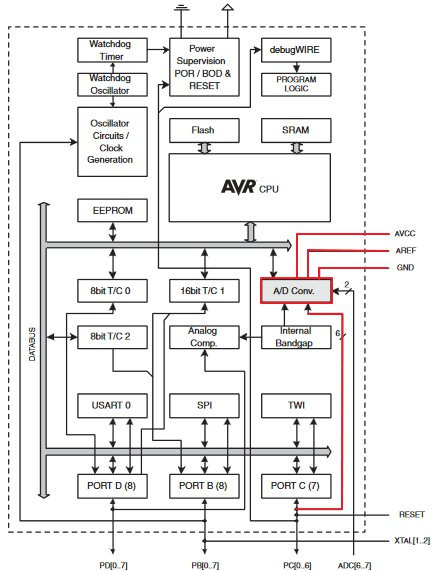 Watchdog
Timer
Power
Supervision
POR / BOD &
RESET
debugWIRE
Watchdog
Oscillator
PROGRAM
LOGIC
Oscillator
Circuits /
Clock
Generation
Flash
SRAM
AVR CPU
EEPROM
AVCC
AREF
GND
8bit T/C 0
16bit T/C 1
A/D Conv.
2
DATABUS
8bit T/C 2
Analog
Comp.
Internal
Bandgap
6
USART 0
SPI
TWI
PORT D (8)
PORT B (8)
PORT C (7)
RESET
XTAL[1..2]
PD[0..7]
PB[0..7]
PC[0..6]
ADC[6..7]